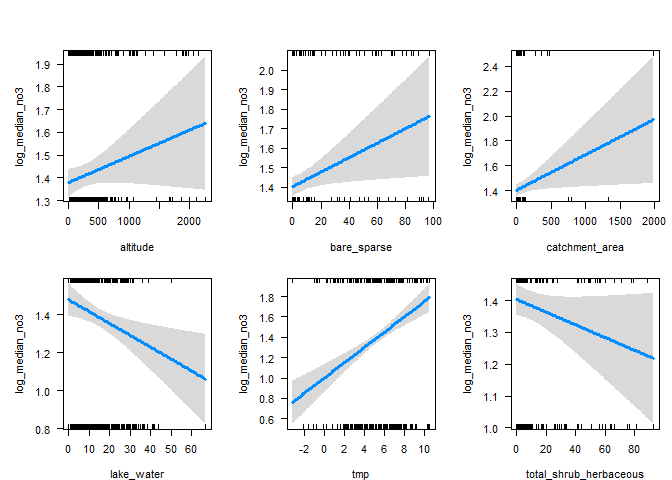 1.9
1.8
1.7
1.6
1.5
1.4
1.3
log_median_no3
0 500 1000 2000
altitude
2.0
1.9
1.8
1.7
1.6
1.5
1.4
log_median_no3
0 20 40 60 80 100
bare_sparse
2.4
2.2
2.0
1.8
1.6
1.4
log_median_no3
0 500 1000 1500 2000
catchment_area
1.4
1.2
1.0
0.8
log_median_no3
0 10 20 30 40 50 60
lake_water
1.8
1.6
1.4
1.2
1.0
0.8
0.6
log_median_no3
-2 0 2 4 6 8 10
tmp
1.4
1.3
1.2
1.1
1.0
log_median_no3
0 20 40 60 80
total_shrub_herbaceous